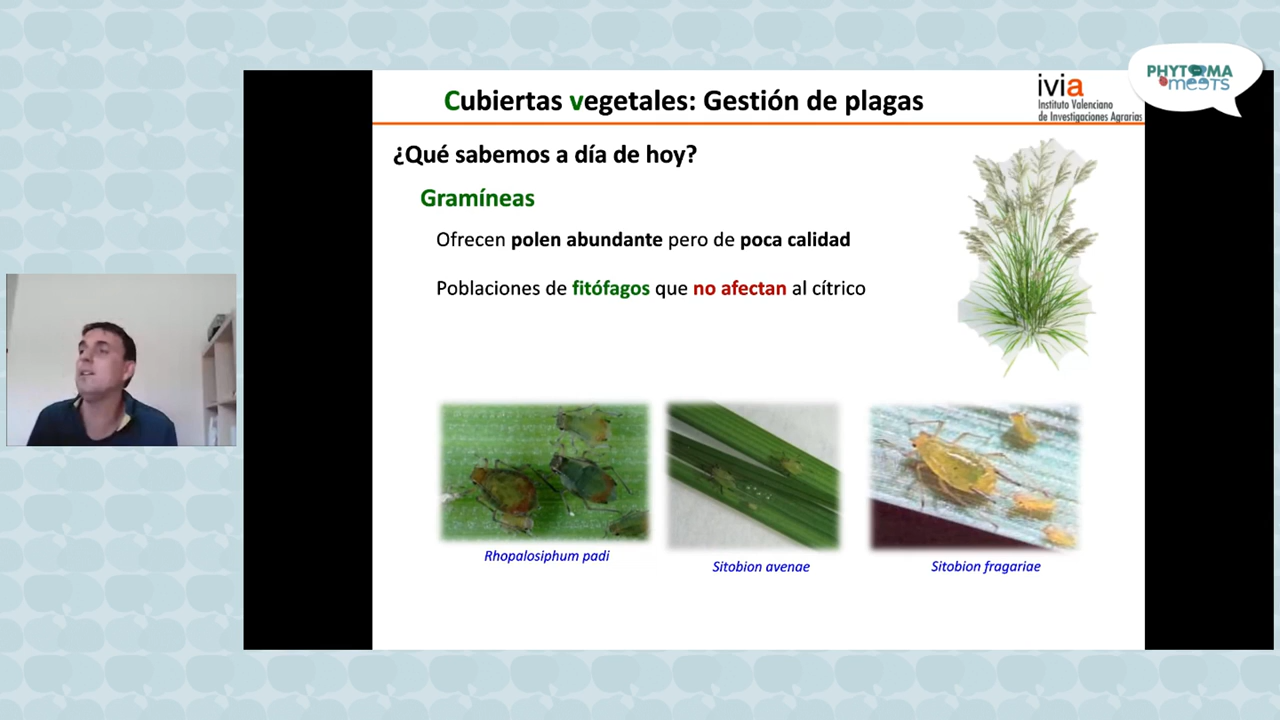 PHYTOMA
meets
Cubiertas vegetales: Gestión de plagas
ivia
Instituto Valenciano
de Investigaciones Agrarias
¿Qué sabemos a día de hoy?
Gramíneas
Ofrecen polen abundante pero de poca calidad
Poblaciones de fitófagos que no afectan al cítrico
Rhopalosiphum padi
Sitobion avenae
Sitobion fragariae